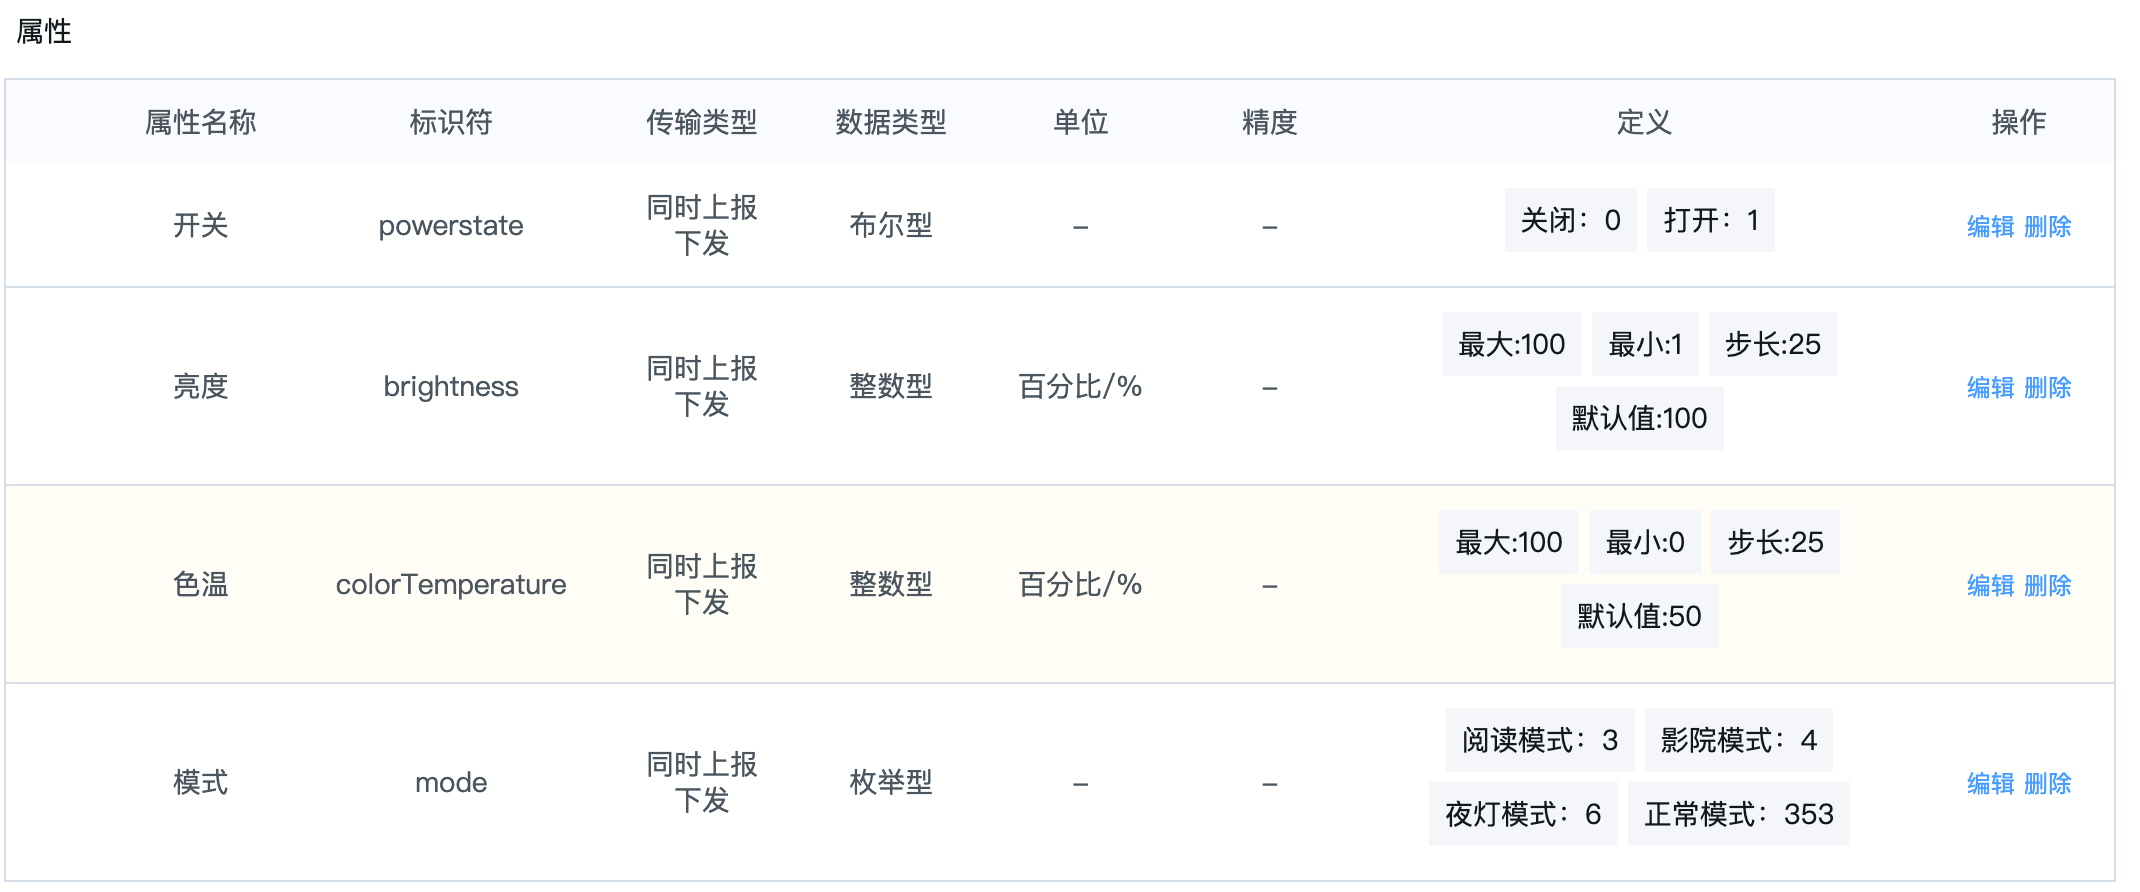 属性
属性名称 标识符 传输类型 数据类型 单位 精度 定义 操作
开关 powerstate 同时上报下发 布尔型 – – 关闭：0 打开：1 编辑 删除
亮度 brightness 同时上报下发 整数型 百分比/% – 最大:100 最小:1 步长:25 默认值:100 编辑 删除
色温 colorTemperature 同时上报下发 整数型 百分比/% – 最大:100 最小:0 步长:25 默认值:50 编辑 删除
模式 mode 同时上报下发 枚举型 – – 阅读模式：3 影院模式：4 夜灯模式：6 正常模式：353 编辑 删除